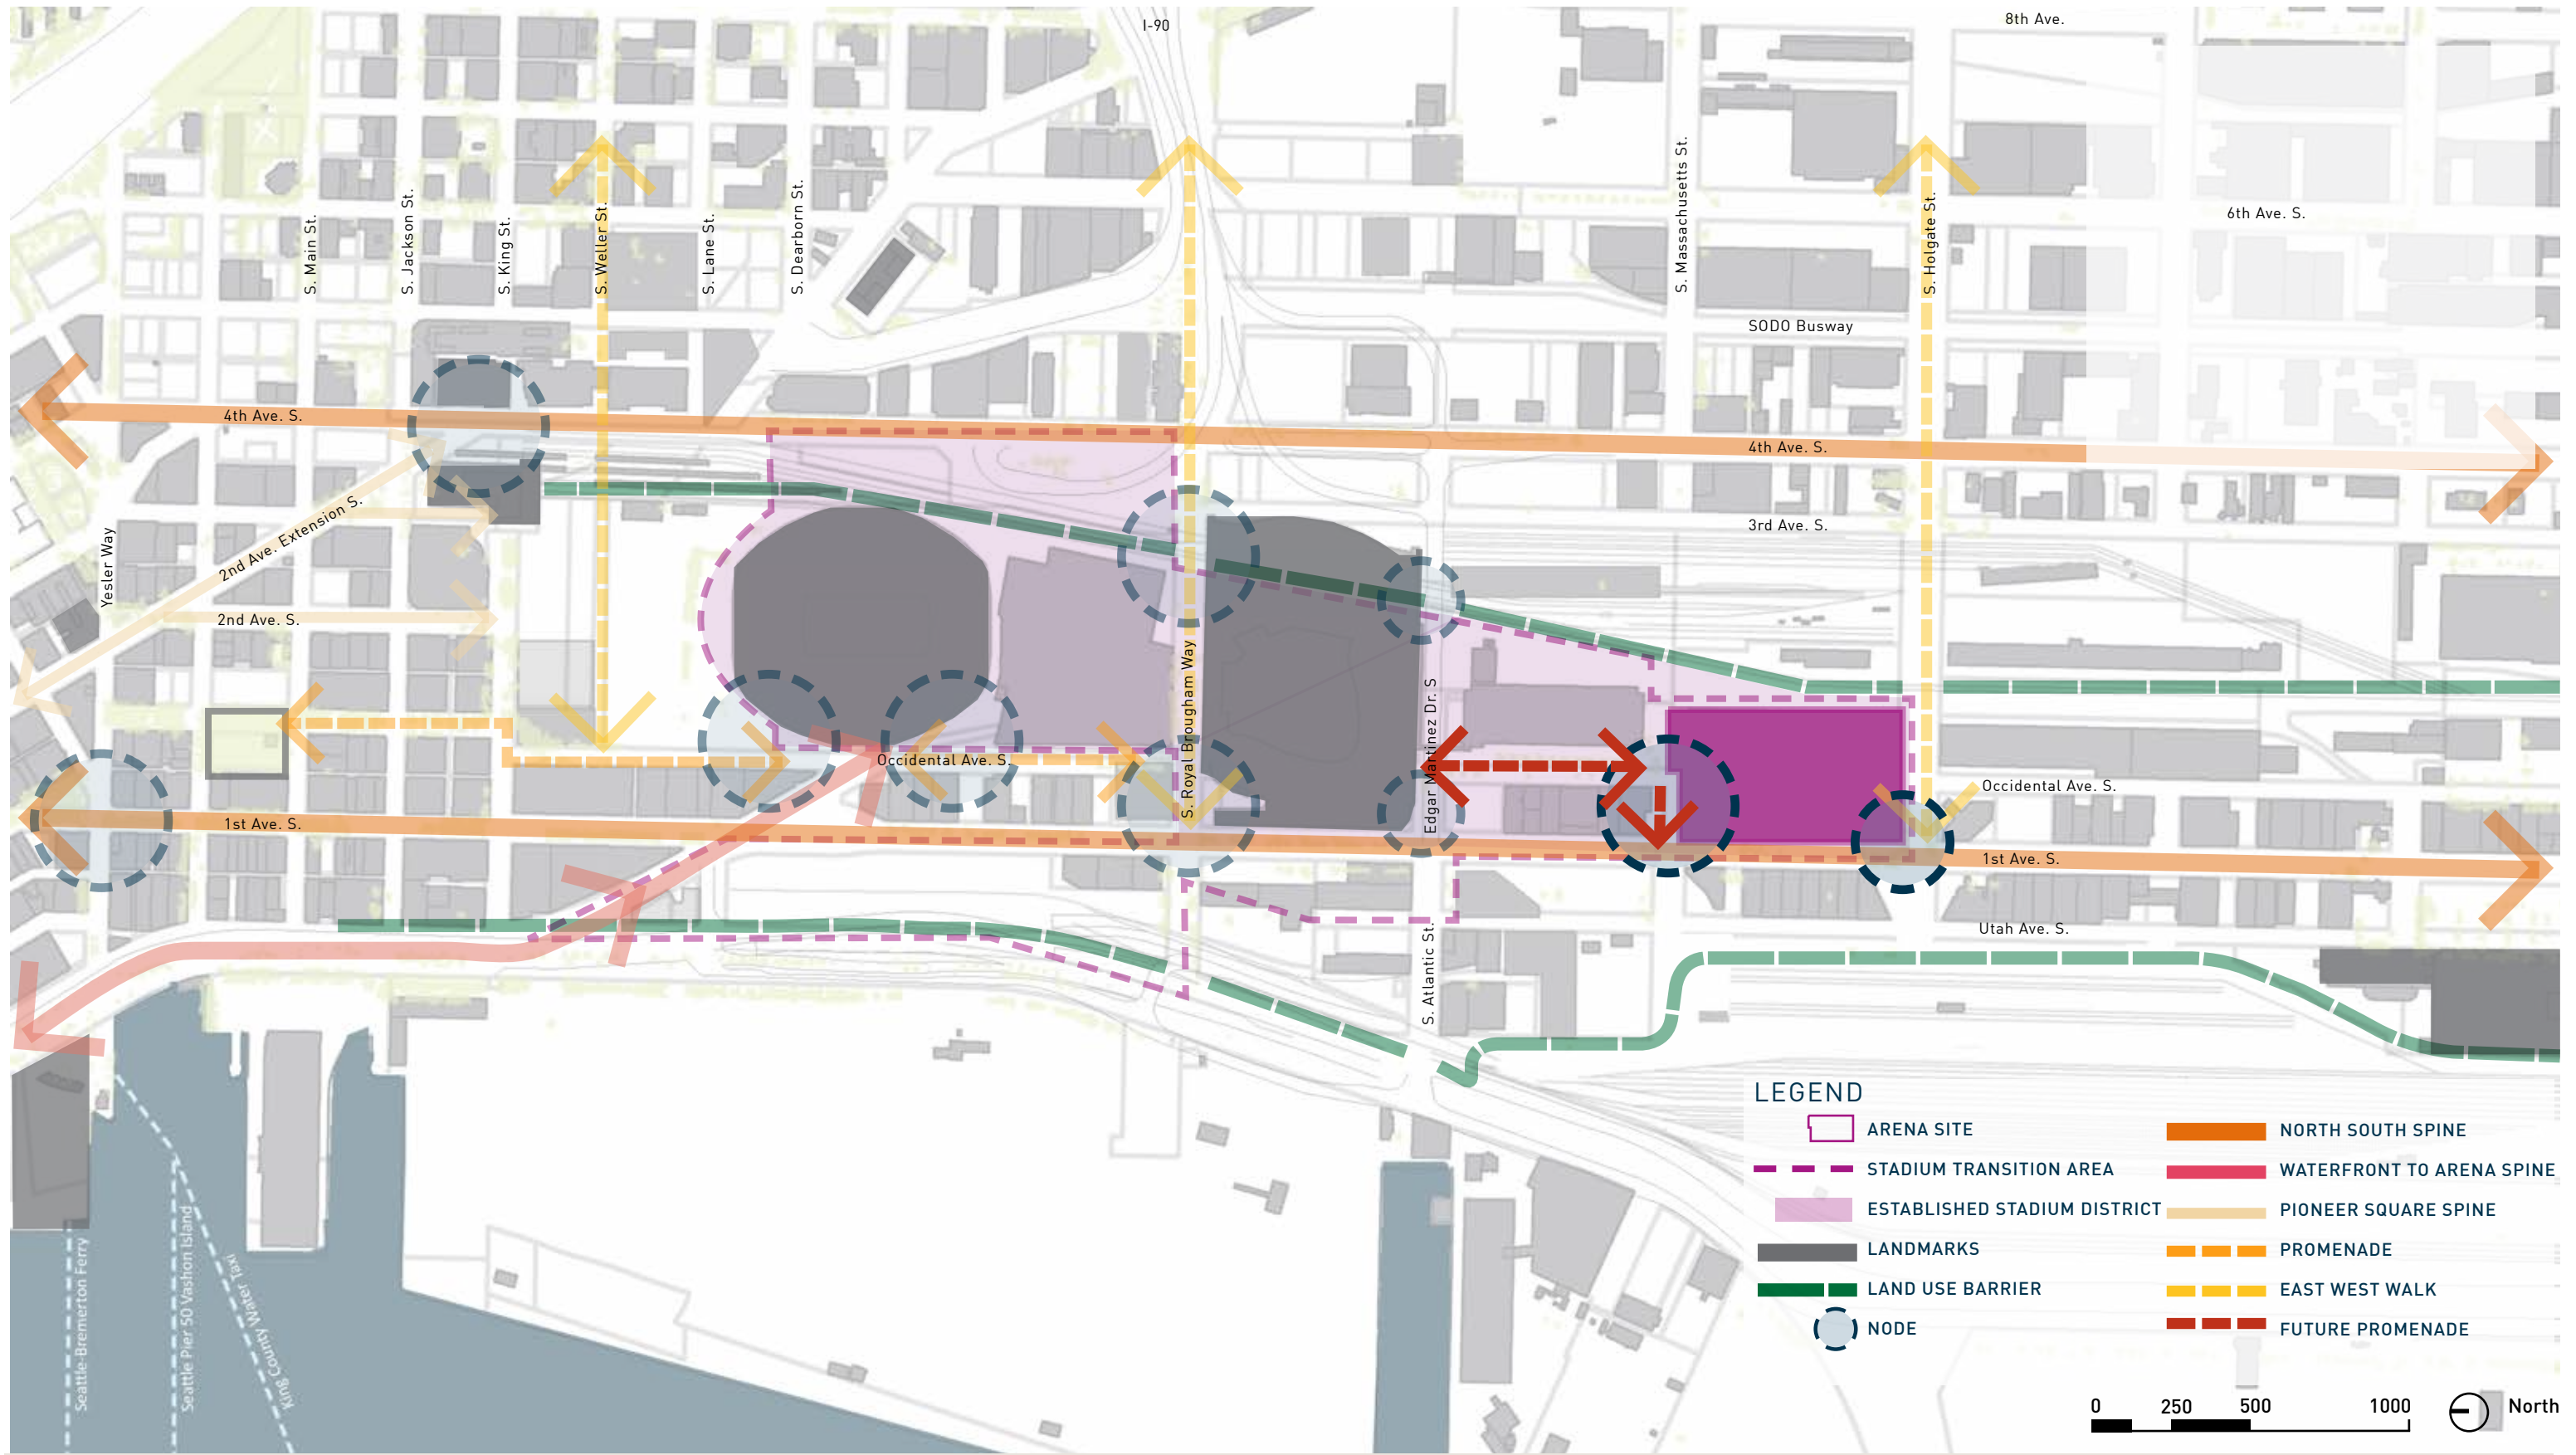 I-90
8th Ave.
S. Main St.
S. Jackson St.
S. King St.
S. Weller St.
S. Lane St.
S. Dearborn St.
S. Massachusetts St.
S. Holgate St.
6th Ave. S.
SODO Busway
4th Ave. S.
4th Ave. S.
2nd Ave. Extension S.
3rd Ave. S.
Yesler Way
2nd Ave. S.
S. Royal Brougham Way
Edgar Martinez Dr. S
Occidental Ave. S.
Occidental Ave. S.
1st Ave. S.
1st Ave. S.
Utah Ave. S.
S. Atlantic St.
Seattle-Bremerton Ferry
Seattle Pier 50 Vashon Island
King County Water Taxi
LEGEND
ARENA SITE
STADIUM TRANSITION AREA
ESTABLISHED STADIUM DISTRICT
LANDMARKS
LAND USE BARRIER
NODE
NORTH SOUTH SPINE
WATERFRONT TO ARENA SPINE
PIONEER SQUARE SPINE
PROMENADE
EAST WEST WALK
FUTURE PROMENADE
0 250 500 1000
North